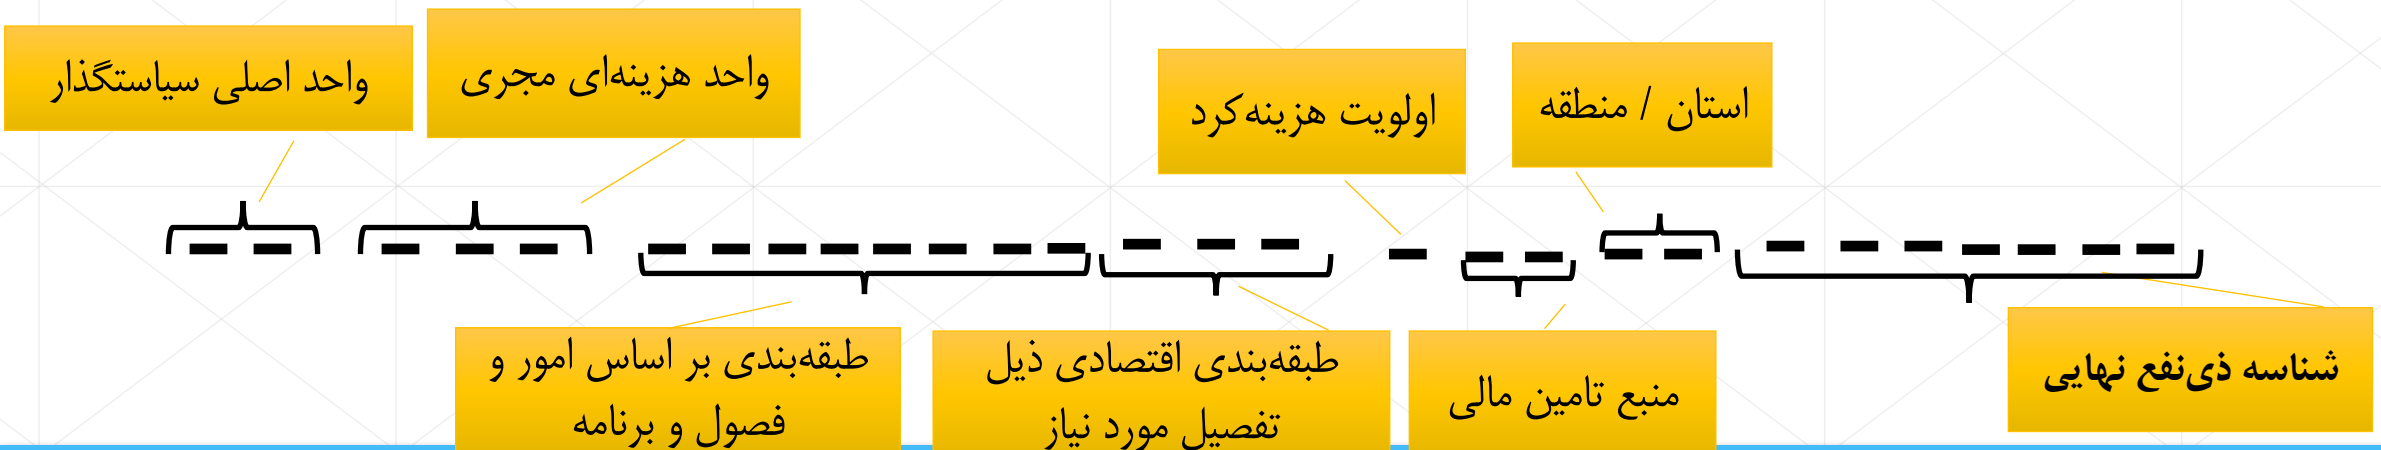 واحد اصلی سیاستگذار
واحد هزینه‌ای مجری
اولویت هزینه‌کرد
استان / منطقه
طبقه‌بندی بر اساس امور و
فصول و برنامه
طبقه‌بندی اقتصادی ذیل
تفصیل مورد نیاز
منبع تامین مالی
شناسه ذی‌نفع نهایی